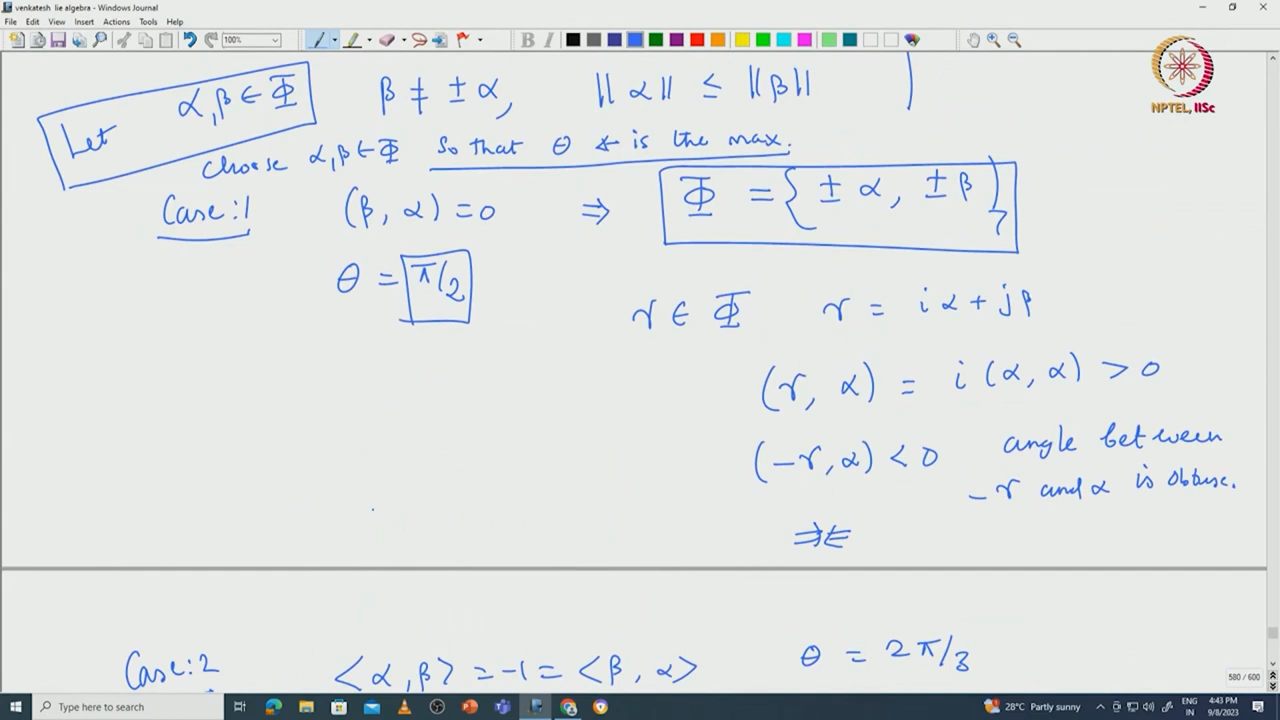 venkatesh lie algebra - Windows Journal
File Edit View Insert Actions Tools Help
100%
NPTEL, IISc
Let α, β ∈ Φ β ≠ ± α, ||α|| ≤ ||β||
choose α, β ∈ Φ so that θ is the max.
Case:1 (β, α) = 0 ⇒ Φ = {± α, ± β}
θ = π/2
r ∈ Φ r = iα + jβ
(r, α) = i(α, α) > 0
(-r, α) < 0 angle between
-r and α is obtuse.
⇒⇐
Case:2 <α, β> = -1 = <β, α> θ = 2π/3
580 / 600
Type here to search
28°C Partly sunny
ENG
IN
4:43 PM
9/8/2023